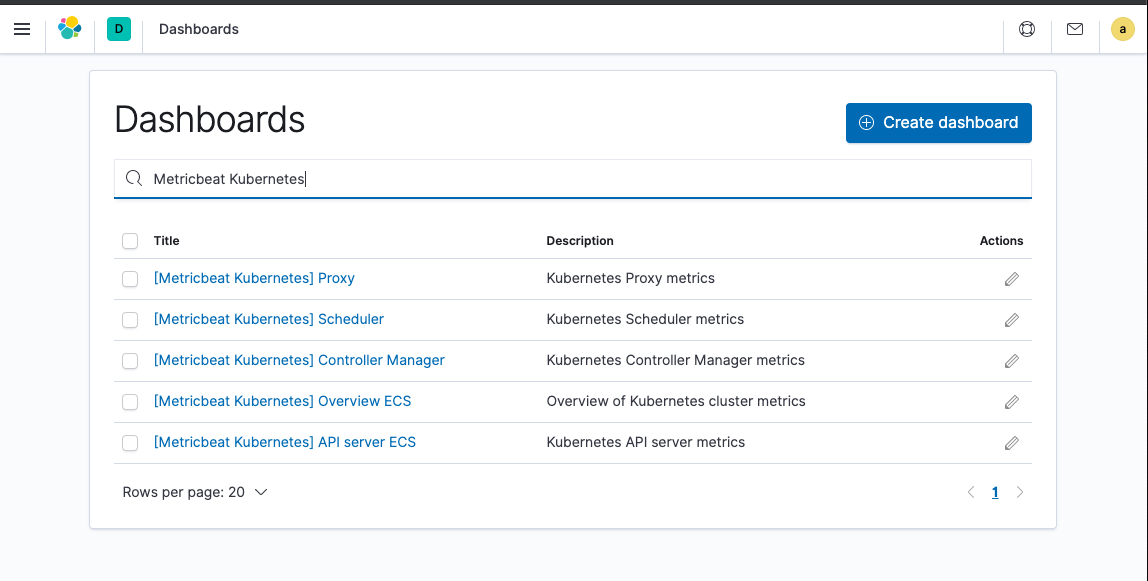 D Dashboards a
Dashboards
Create dashboard
Metricbeat Kubernetes
Title Description Actions
[Metricbeat Kubernetes] Proxy Kubernetes Proxy metrics
[Metricbeat Kubernetes] Scheduler Kubernetes Scheduler metrics
[Metricbeat Kubernetes] Controller Manager Kubernetes Controller Manager metrics
[Metricbeat Kubernetes] Overview ECS Overview of Kubernetes cluster metrics
[Metricbeat Kubernetes] API server ECS Kubernetes API server metrics
Rows per page: 20 1